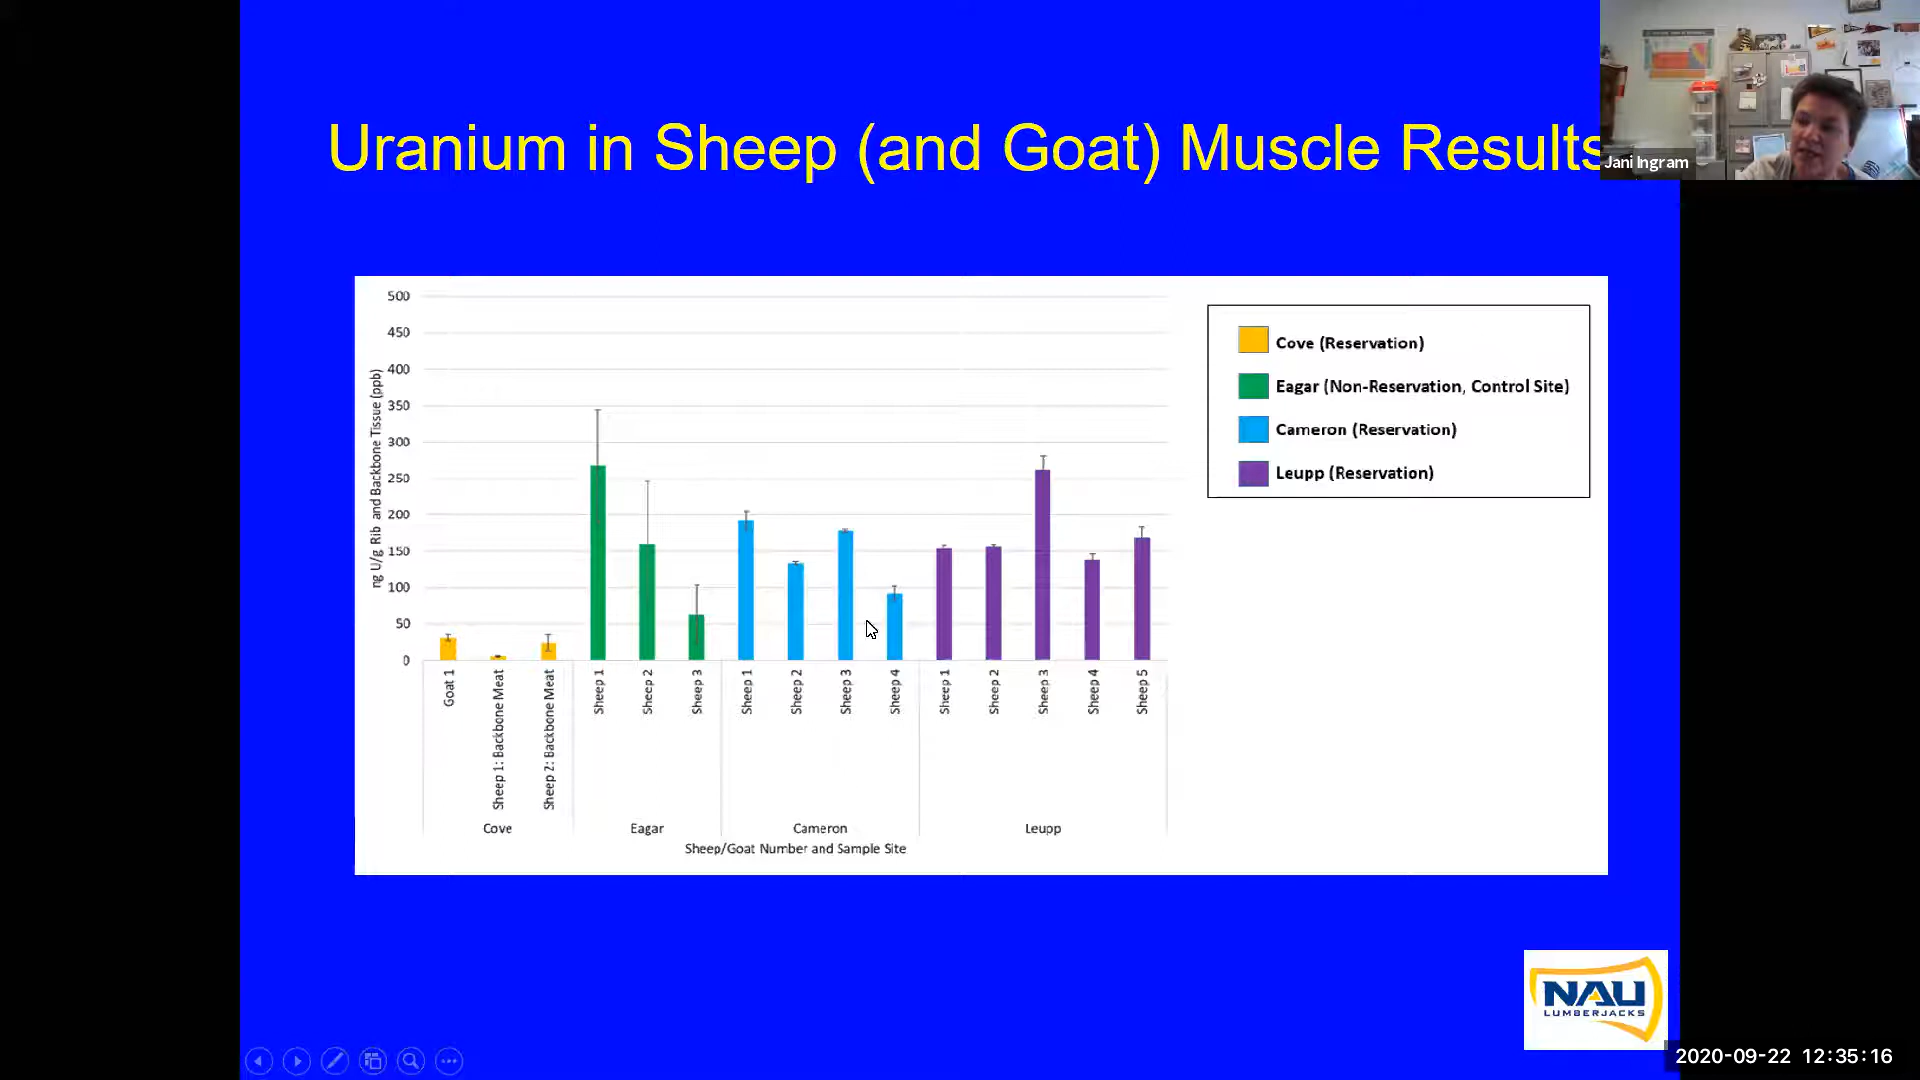 Uranium in Sheep (and Goat) Muscle Results
Jani Ingram
500
450
400
350
300
250
200
150
100
50
0
ng U/g Rib and Backbone Tissue (ppb)
Goat 1
Sheep 1: Backbone Meat
Sheep 2: Backbone Meat
Sheep 1
Sheep 2
Sheep 3
Sheep 1
Sheep 2
Sheep 3
Sheep 4
Sheep 1
Sheep 2
Sheep 3
Sheep 4
Sheep 5
Cove
Eagar
Cameron
Leupp
Sheep/Goat Number and Sample Site
Cove (Reservation)
Eagar (Non-Reservation, Control Site)
Cameron (Reservation)
Leupp (Reservation)
NAU
LUMBERJACKS
2020-09-22 12:35:16